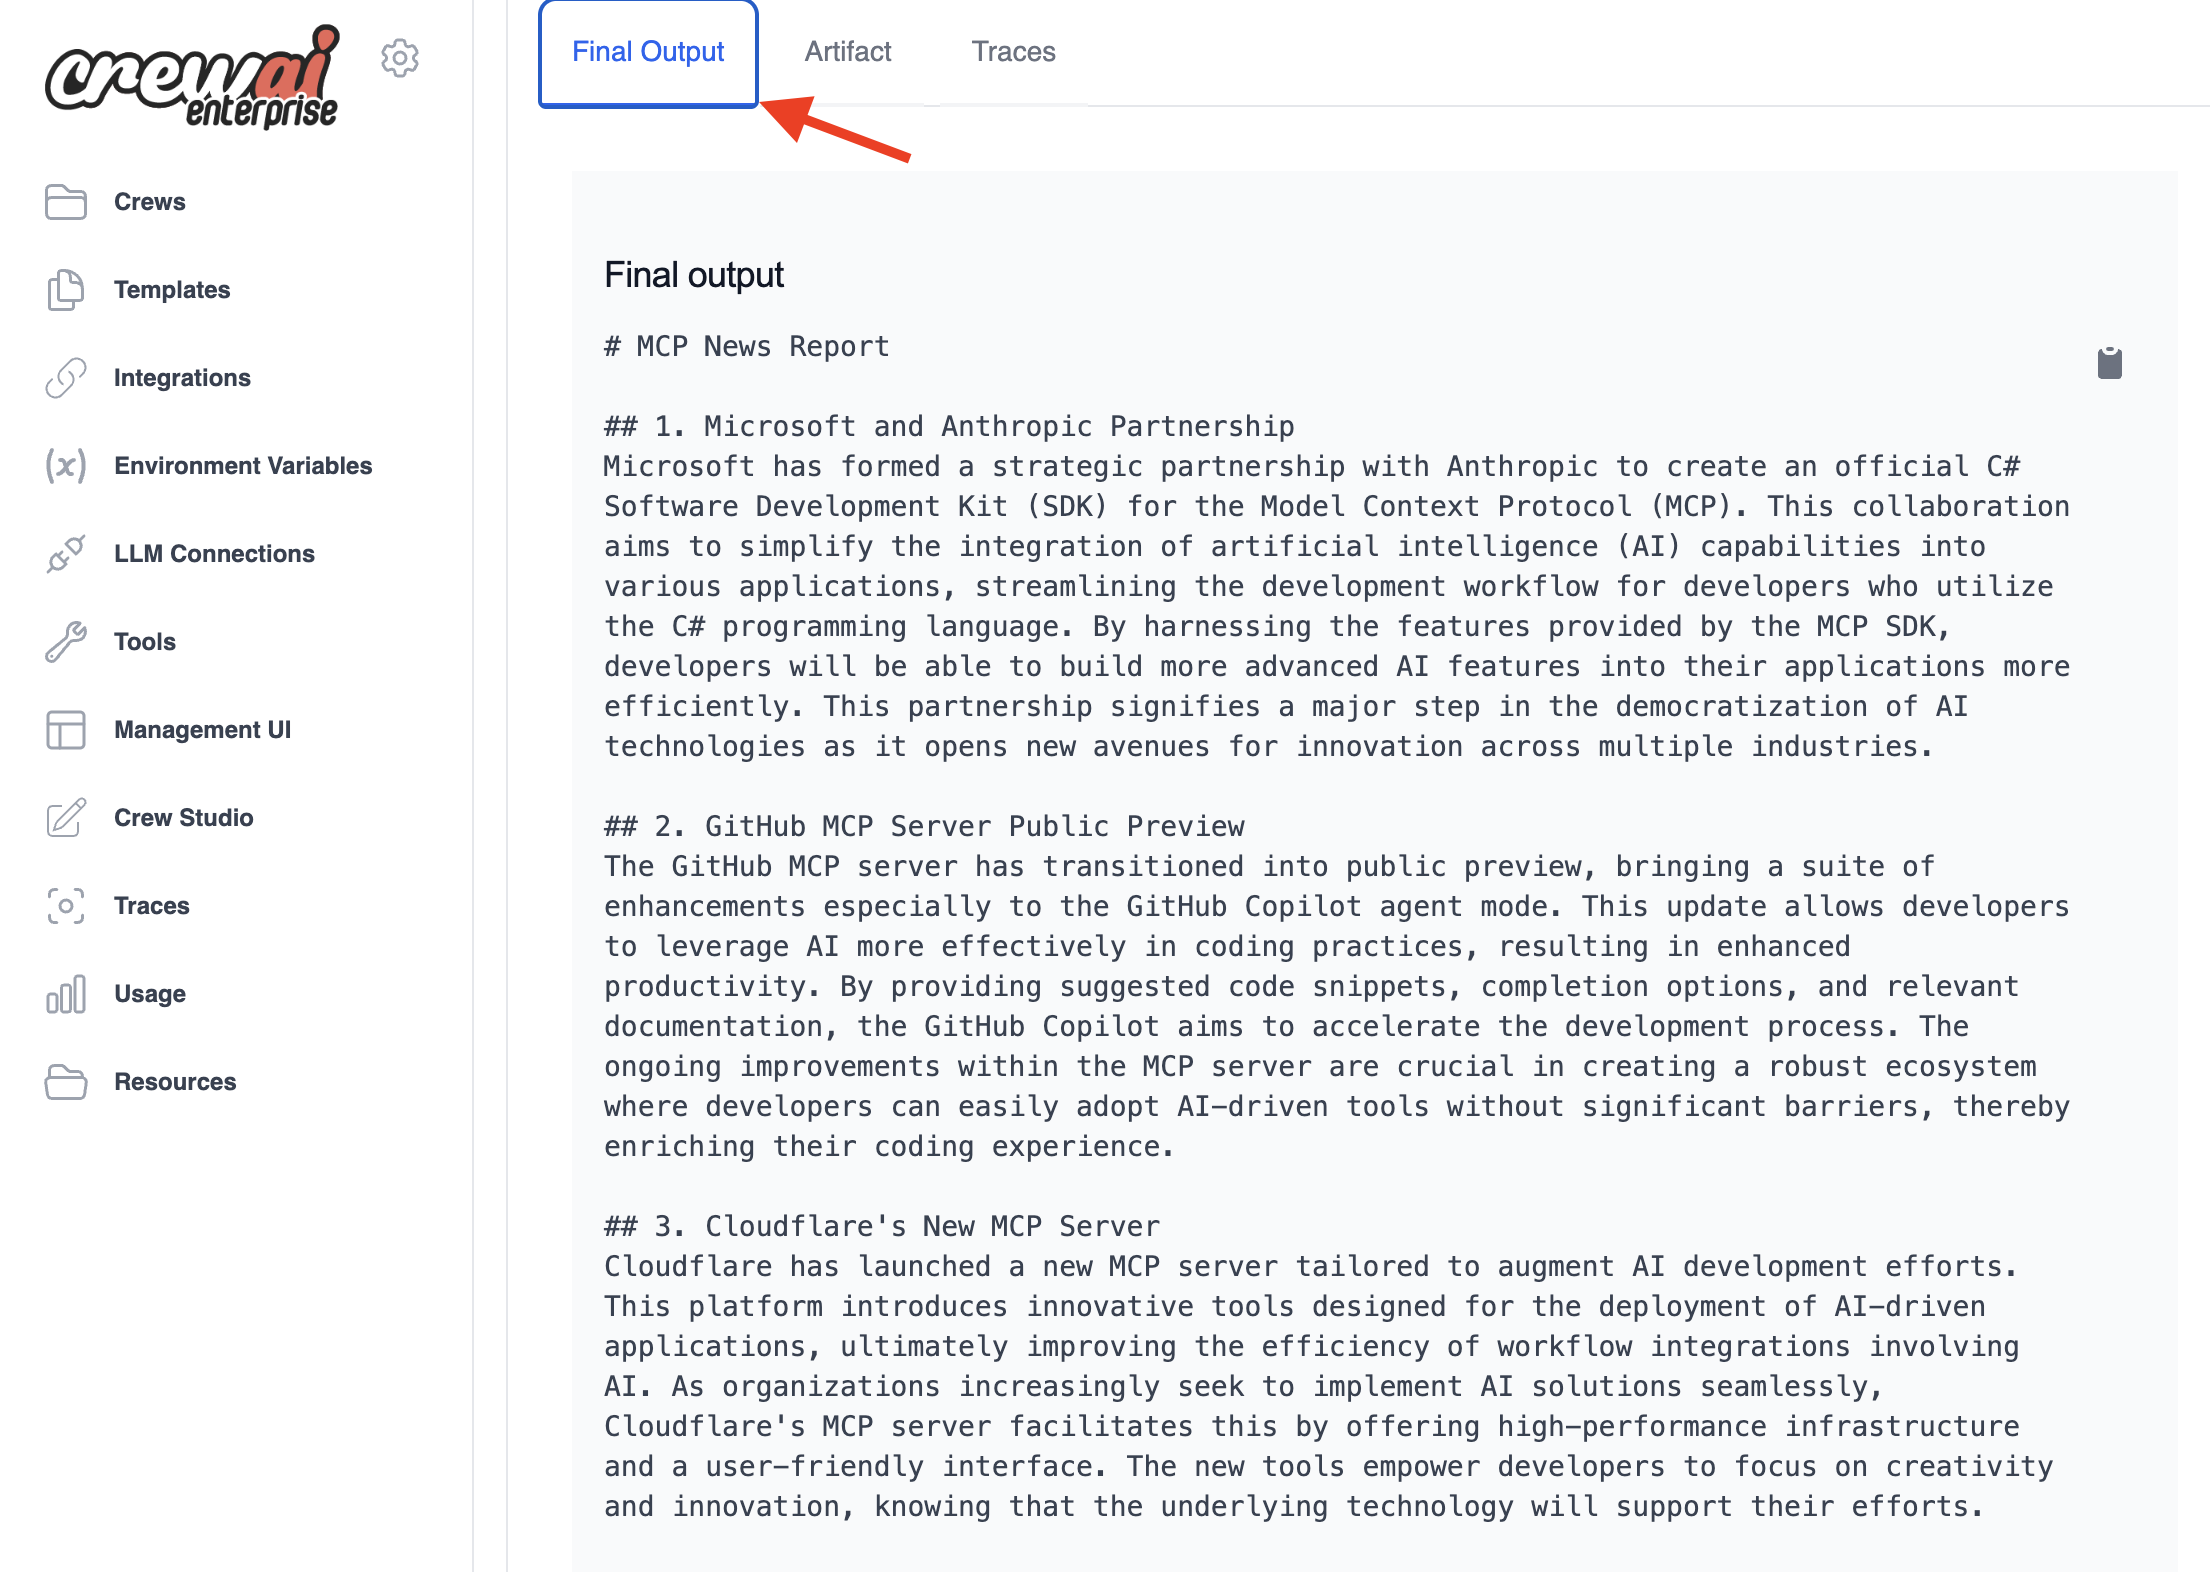 crewai
enterprise
Crews
Templates
Integrations
(x) Environment Variables
LLM Connections
Tools
Management UI
Crew Studio
Traces
Usage
Resources
Final Output
Artifact
Traces
Final output
# MCP News Report
## 1. Microsoft and Anthropic Partnership
Microsoft has formed a strategic partnership with Anthropic to create an official C#
Software Development Kit (SDK) for the Model Context Protocol (MCP). This collaboration
aims to simplify the integration of artificial intelligence (AI) capabilities into
various applications, streamlining the development workflow for developers who utilize
the C# programming language. By harnessing the features provided by the MCP SDK,
developers will be able to build more advanced AI features into their applications more
efficiently. This partnership signifies a major step in the democratization of AI
technologies as it opens new avenues for innovation across multiple industries.
## 2. GitHub MCP Server Public Preview
The GitHub MCP server has transitioned into public preview, bringing a suite of
enhancements especially to the GitHub Copilot agent mode. This update allows developers
to leverage AI more effectively in coding practices, resulting in enhanced
productivity. By providing suggested code snippets, completion options, and relevant
documentation, the GitHub Copilot aims to accelerate the development process. The
ongoing improvements within the MCP server are crucial in creating a robust ecosystem
where developers can easily adopt AI-driven tools without significant barriers, thereby
enriching their coding experience.
## 3. Cloudflare's New MCP Server
Cloudflare has launched a new MCP server tailored to augment AI development efforts.
This platform introduces innovative tools designed for the deployment of AI-driven
applications, ultimately improving the efficiency of workflow integrations involving
AI. As organizations increasingly seek to implement AI solutions seamlessly,
Cloudflare's MCP server facilitates this by offering high-performance infrastructure
and a user-friendly interface. The new tools empower developers to focus on creativity
and innovation, knowing that the underlying technology will support their efforts.